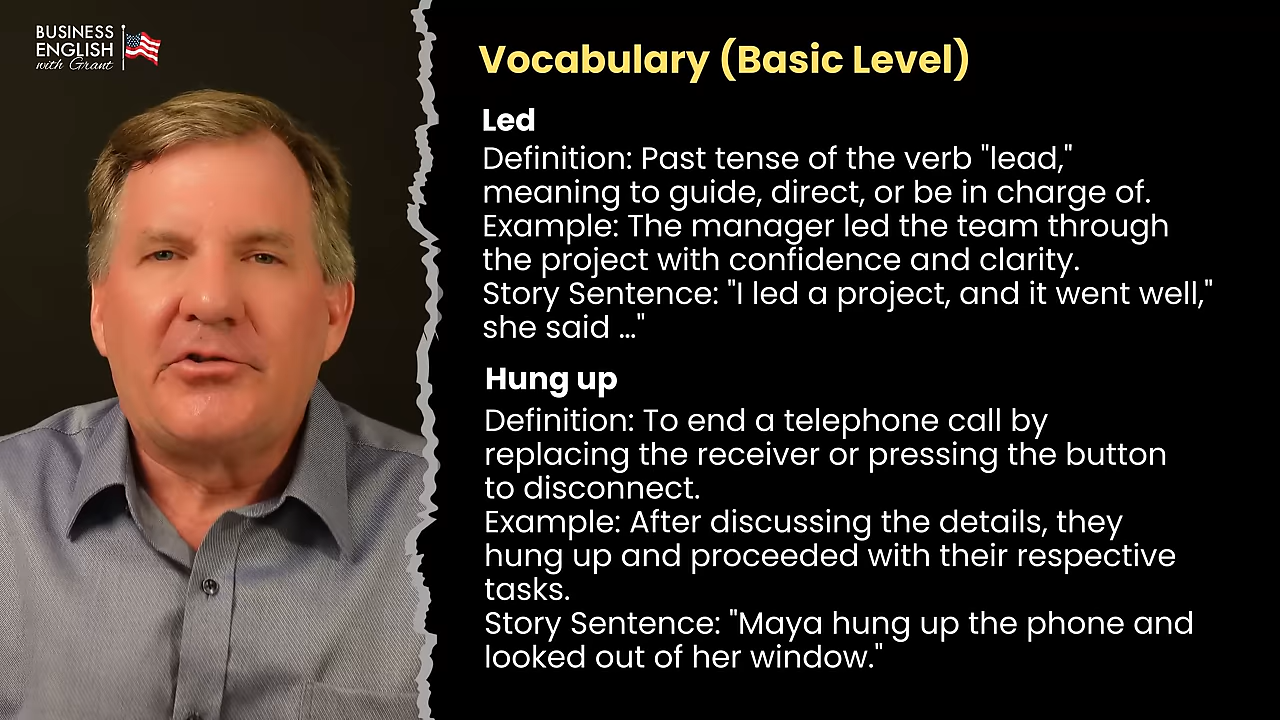 BUSINESS
ENGLISH
with Grant
Vocabulary (Basic Level)
Led
Definition: Past tense of the verb "lead,"
meaning to guide, direct, or be in charge of.
Example: The manager led the team through
the project with confidence and clarity.
Story Sentence: "I led a project, and it went well,"
she said ..."
Hung up
Definition: To end a telephone call by
replacing the receiver or pressing the button
to disconnect.
Example: After discussing the details, they
hung up and proceeded with their respective
tasks.
Story Sentence: "Maya hung up the phone and
looked out of her window."